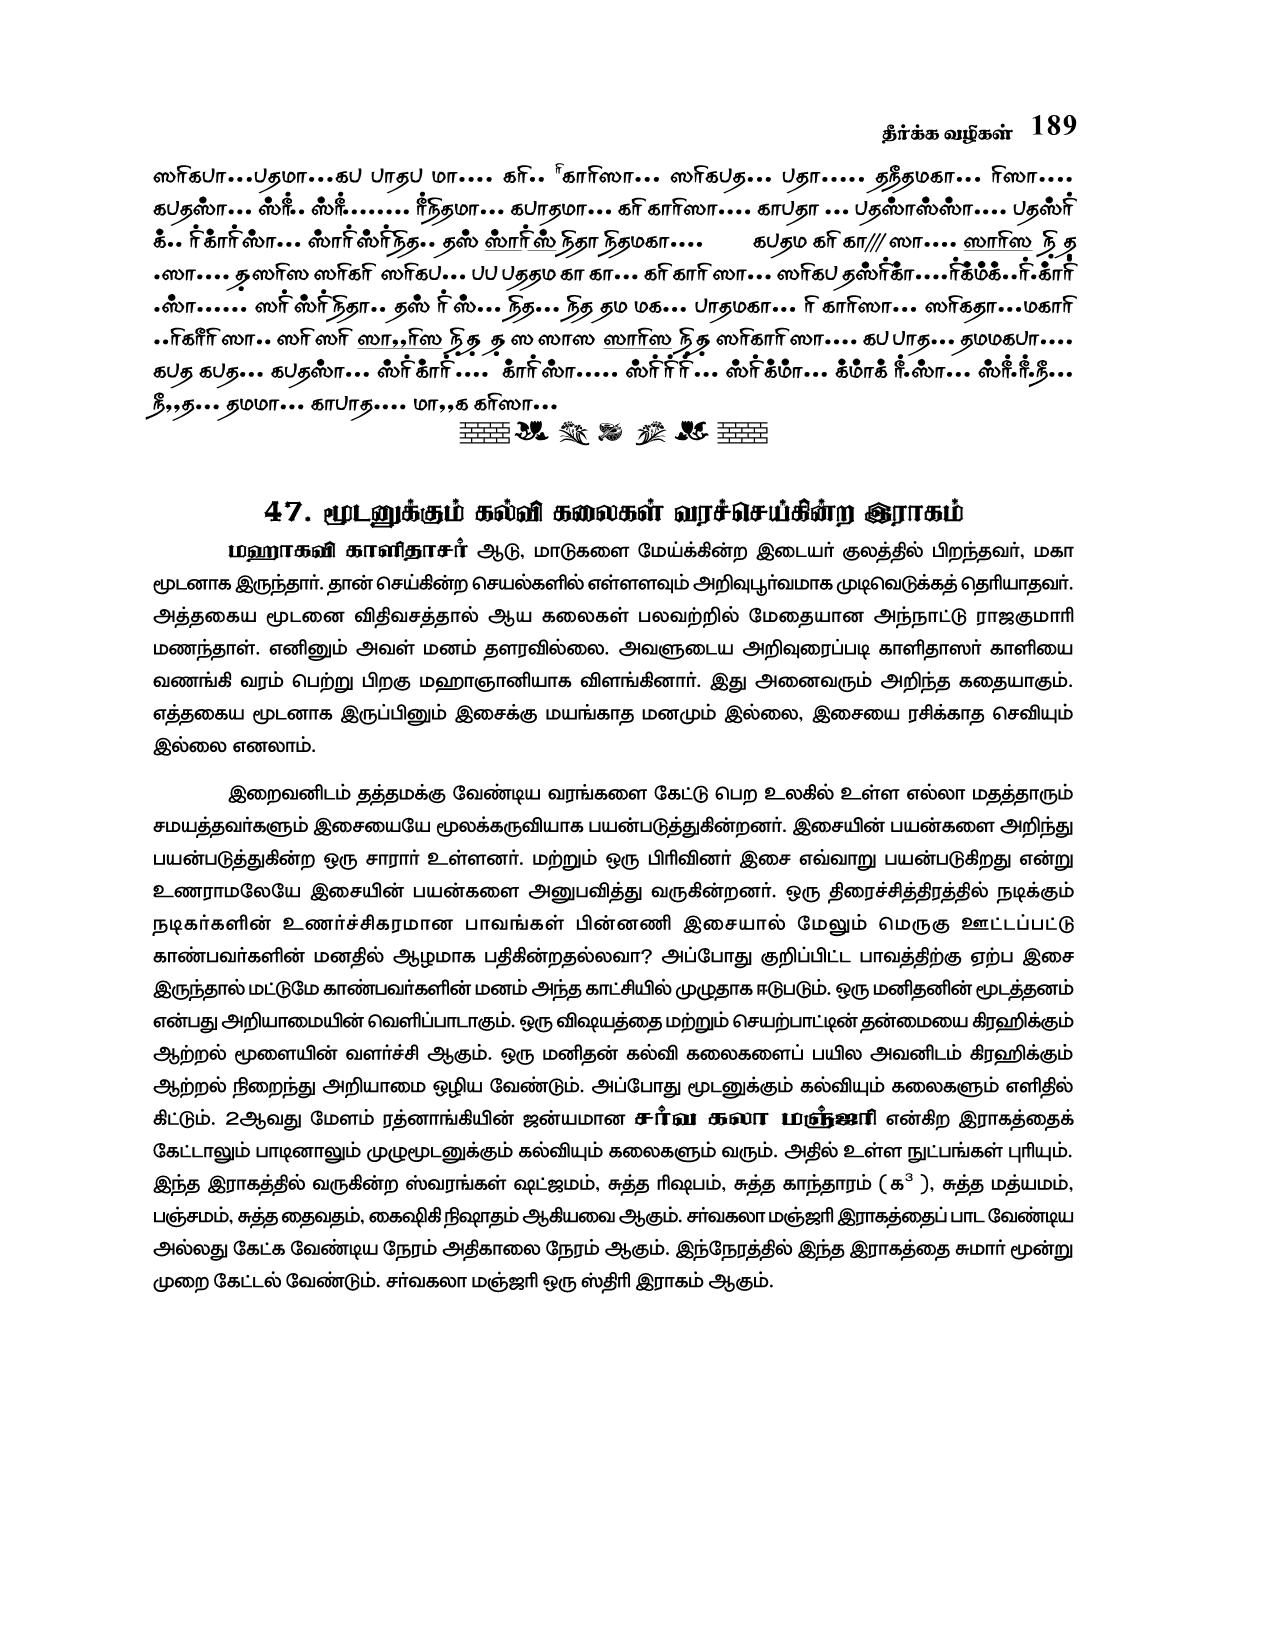 தீர்க்க வழிகள் 189
ஸரிகபா...பதமா...கப பாதப மா.... கரி.. ரிகாரிஸா... ஸரிகபத... பதா..... தநீதமகா... ரிஸா....
கபதஸா... ஸ்ரீ.. ஸ்ரீ........ ரீநிதமா... கபாதமா... கரி காரிஸா.... காபதா ... பதஸாஸ்ஸா.... பதஸரி
க.. ரிகாரிஸா... ஸாரிஸரிநித.. தஸ ஸாரிஸ நிதா நிதமகா.... கபதம கரி கா/// ஸா.... ஸாரிஸ நி த
.ஸா.... த ஸரிஸ ஸரிகரி ஸரிகப... பப பததம கா கா... கரி காரி ஸா... ஸரிகப தஸரிகா....ரிகமக..ரி.காரி
.ஸா...... ஸரி ஸரிநிதா.. தஸ ரி ஸ... நித... நித தம மக... பாதமகா... ரி காரிஸா... ஸரிகதா...மகாரி
..ரிகரீரி ஸா.. ஸரி ஸரி ஸா,,ரிஸ நி த த ஸ ஸாஸ ஸாரிஸ நி த ஸரிகாரி ஸா.... கப பாத... தமமகபா....
கபத கபத... கபதஸா... ஸரிகாரி.... காரிஸா..... ஸரிரிரி... ஸரிகமா... கமாக ரீ.ஸா... ஸரீ.ரீ.நீ...
நீ,,த... தமமா... காபாத.... மா,,க கரிஸா...
47. மூடனுக்கும் கல்வி கலைகள் வரச்செய்கின்ற இராகம்
மஹாகவி காளிதாசர் ஆடு, மாடுகளை மேய்க்கின்ற இடையர் குலத்தில் பிறந்தவர், மகா
மூடனாக இருந்தார். தான் செய்கின்ற செயல்களில் எள்ளளவும் அறிவுபூர்வமாக முடிவெடுக்கத் தெரியாதவர்.
அத்தகைய மூடனை விதிவசத்தால் ஆய கலைகள் பலவற்றில் மேதையான அந்நாட்டு ராஜகுமாரி
மணந்தாள். எனினும் அவள் மனம் தளரவில்லை. அவளுடைய அறிவுரைப்படி காளிதாஸர் காளியை
வணங்கி வரம் பெற்று பிறகு மஹாஞானியாக விளங்கினார். இது அனைவரும் அறிந்த கதையாகும்.
எத்தகைய மூடனாக இருப்பினும் இசைக்கு மயங்காத மனமும் இல்லை, இசையை ரசிக்காத செவியும்
இல்லை எனலாம்.
இறைவனிடம் தத்தமக்கு வேண்டிய வரங்களை கேட்டு பெற உலகில் உள்ள எல்லா மதத்தாரும்
சமயத்தவர்களும் இசையையே மூலக்கருவியாக பயன்படுத்துகின்றனர். இசையின் பயன்களை அறிந்து
பயன்படுத்துகின்ற ஒரு சாரார் உள்ளனர். மற்றும் ஒரு பிரிவினர் இசை எவ்வாறு பயன்படுகிறது என்று
உணராமலேயே இசையின் பயன்களை அனுபவித்து வருகின்றனர். ஒரு திரைச்சித்திரத்தில் நடிக்கும்
நடிகர்களின் உணர்ச்சிகரமான பாவங்கள் பின்னணி இசையால் மேலும் மெருகு ஊட்டப்பட்டு
காண்பவர்களின் மனதில் ஆழமாக பதிகின்றதல்லவா? அப்போது குறிப்பிட்ட பாவத்திற்கு ஏற்ப இசை
இருந்தால் மட்டுமே காண்பவர்களின் மனம் அந்த காட்சியில் முழுதாக ஈடுபடும். ஒரு மனிதனின் மூடத்தனம்
என்பது அறியாமையின் வெளிப்பாடாகும். ஒரு விஷயத்தை மற்றும் செயற்பாட்டின் தன்மையை கிரஹிக்கும்
ஆற்றல் மூளையின் வளர்ச்சி ஆகும். ஒரு மனிதன் கல்வி கலைகளைப் பயில அவனிடம் கிரஹிக்கும்
ஆற்றல் நிறைந்து அறியாமை ஒழிய வேண்டும். அப்போது மூடனுக்கும் கல்வியும் கலைகளும் எளிதில்
கிட்டும். 2ஆவது மேளம் ரத்னாங்கியின் ஜன்யமான சர்வ கலா மஞ்ஜரி என்கிற இராகத்தைக்
கேட்டாலும் பாடினாலும் முழுமூடனுக்கும் கல்வியும் கலைகளும் வரும். அதில் உள்ள நுட்பங்கள் புரியும்.
இந்த இராகத்தில் வருகின்ற ஸ்வரங்கள் ஷட்ஜமம், சுத்த ரிஷபம், சுத்த காந்தாரம் (க³ ), சுத்த மத்யமம்,
பஞ்சமம், சுத்த தைவதம், கைஷிகி நிஷாதம் ஆகியவை ஆகும். சர்வகலா மஞ்ஜரி இராகத்தைப் பாட வேண்டிய
அல்லது கேட்க வேண்டிய நேரம் அதிகாலை நேரம் ஆகும். இந்நேரத்தில் இந்த இராகத்தை சுமார் மூன்று
முறை கேட்டல் வேண்டும். சர்வகலா மஞ்ஜரி ஒரு ஸ்திரி இராகம் ஆகும்.